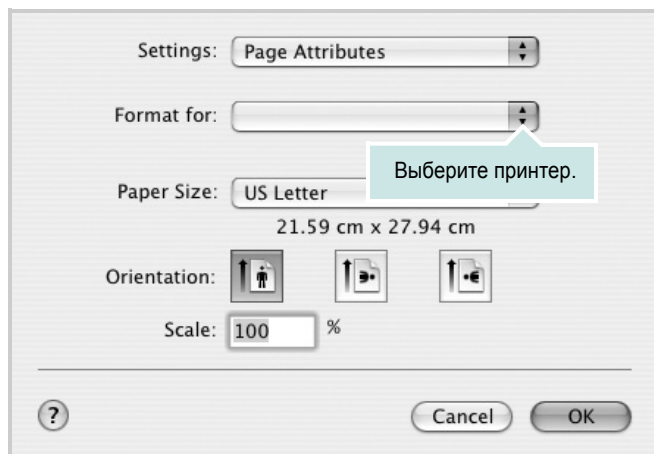 Settings: Page Attributes
Format for:
Выберите принтер.
Paper Size: US Letter
21.59 cm x 27.94 cm
Orientation:
Scale: 100 %
? Cancel OK